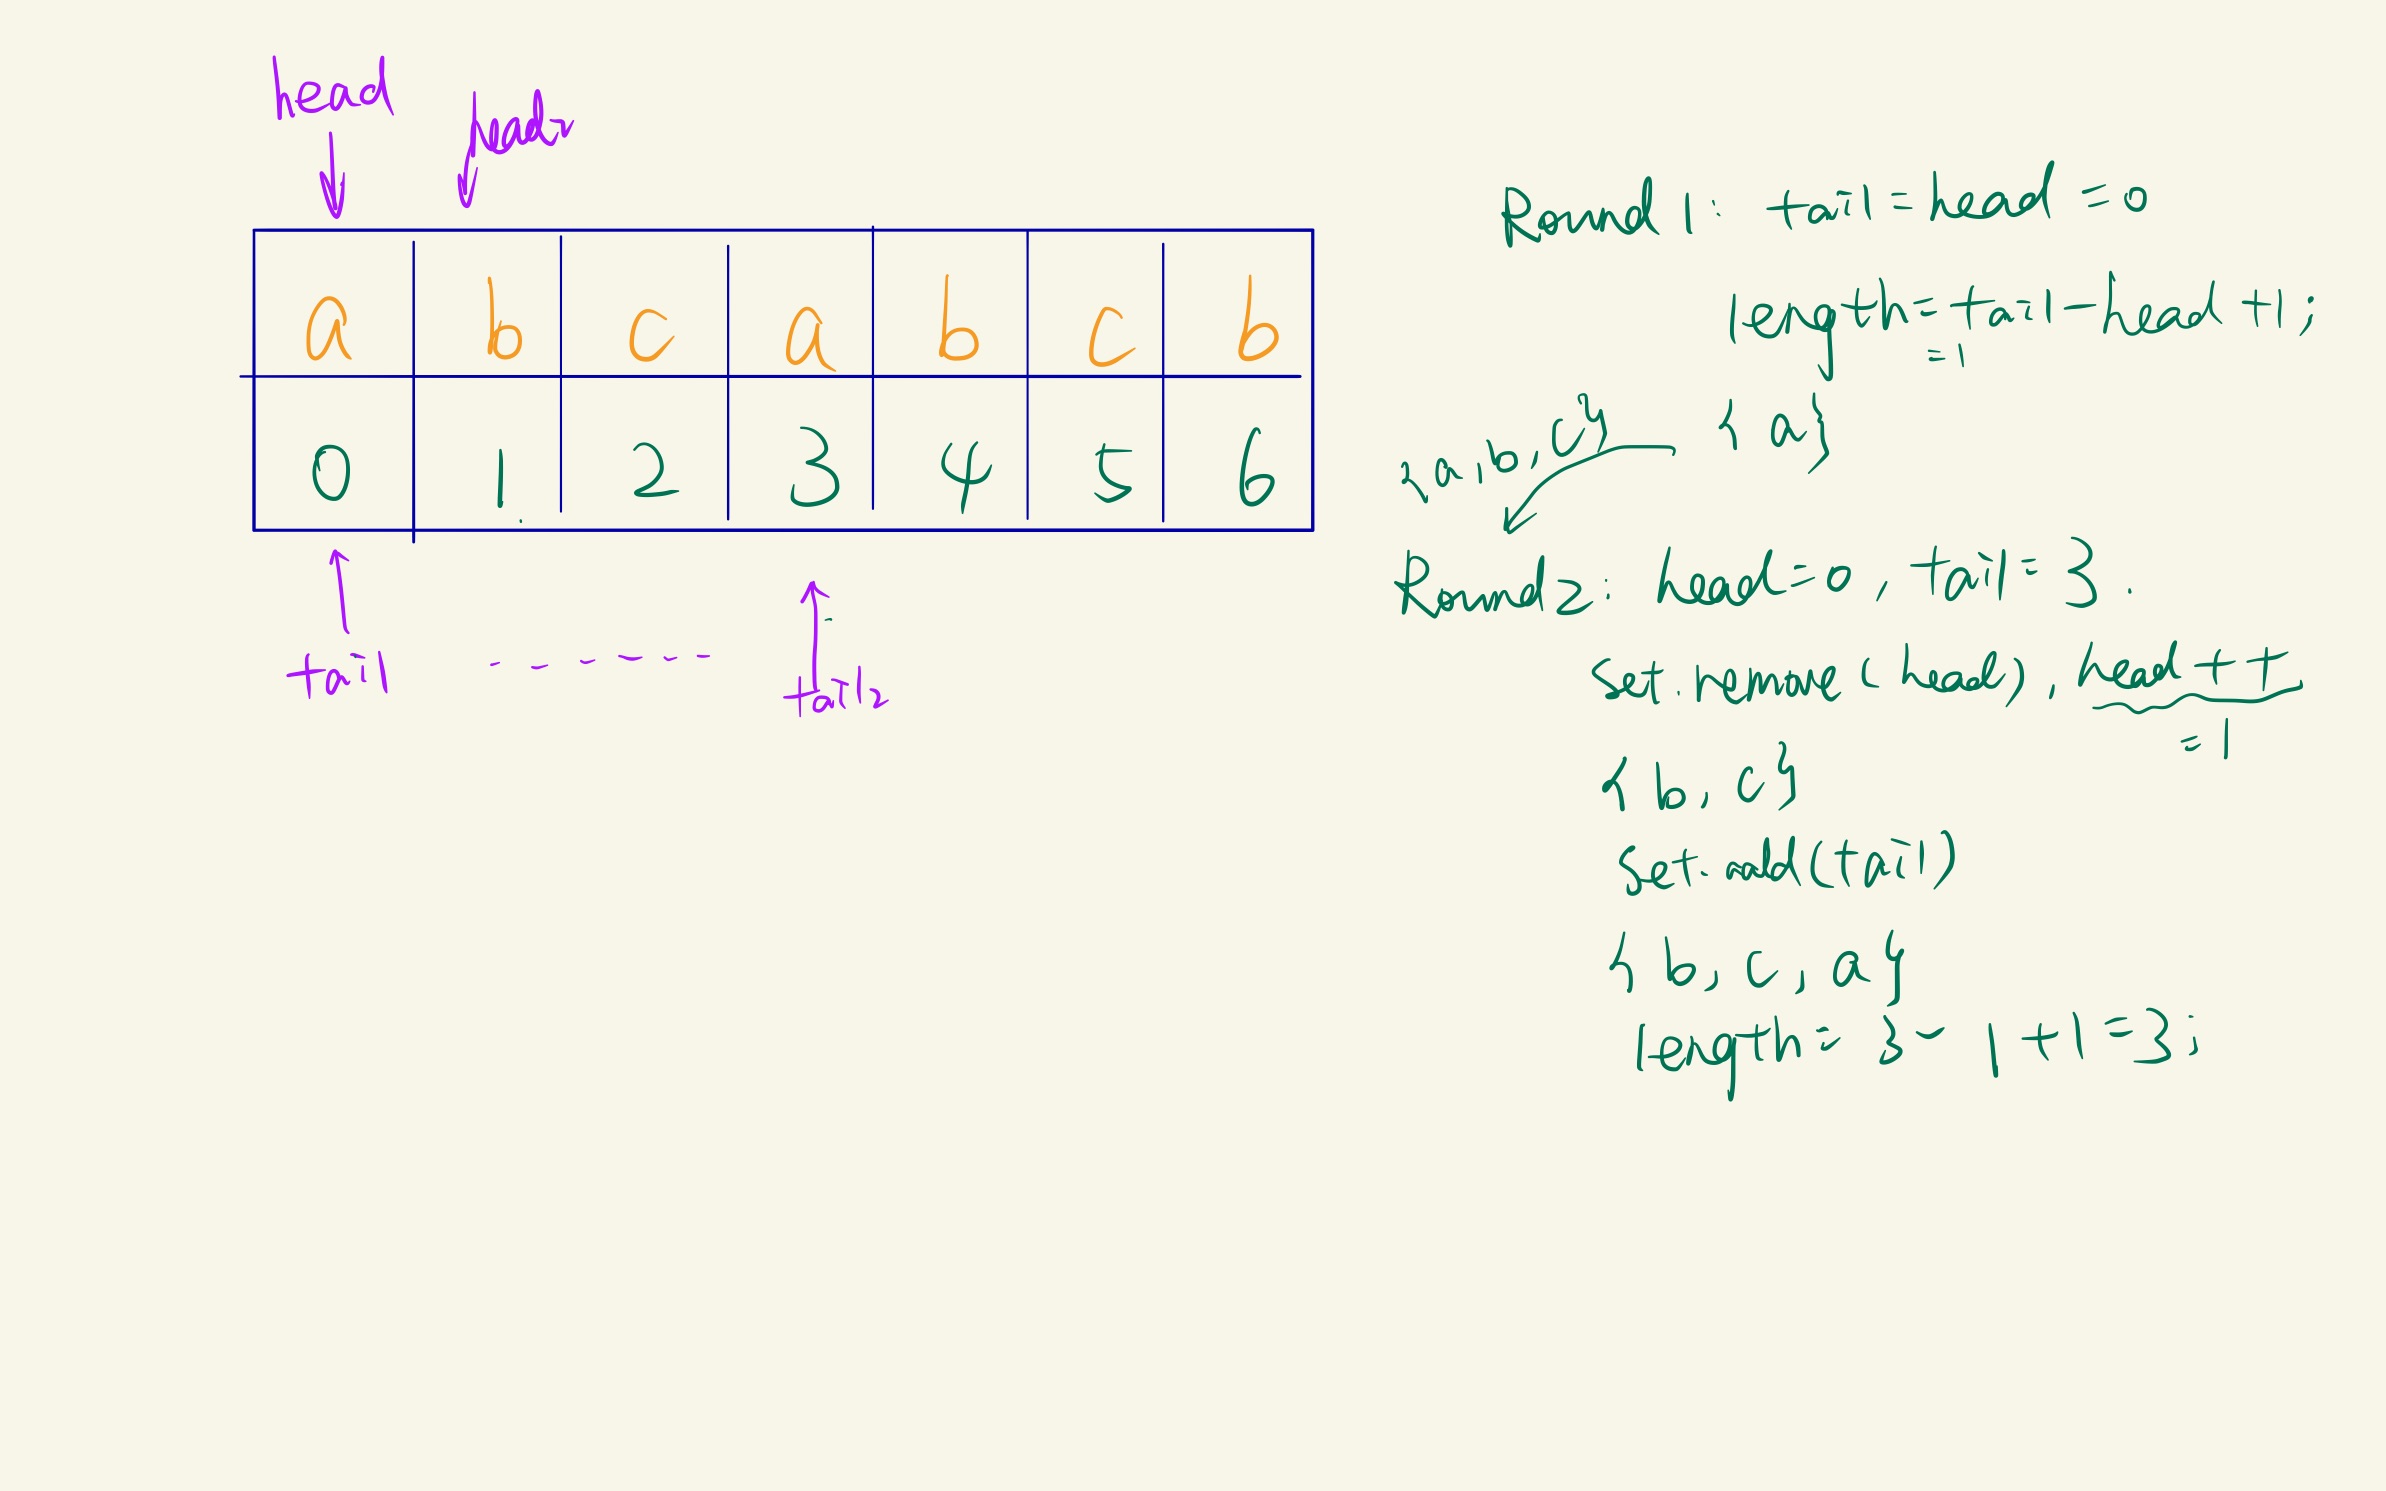 head
head2
a b c a b c b
0 1 2 3 4 5 6
tail - - - - - - tail2
Round 1: tail=head=0
length=tail-head+1;
=1
{a}
{a,b,c}
Round2: head=0, tail=3.
set.remove(head), head++
=1
{b, c}
set.add(tail)
{b, c, a}
length=3-1+1=3;